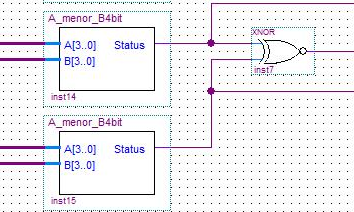 A_menor_B4bit
A[3..0] Status
B[3..0]
inst14
XNOR
inst7
A_menor_B4bit
A[3..0] Status
B[3..0]
inst15